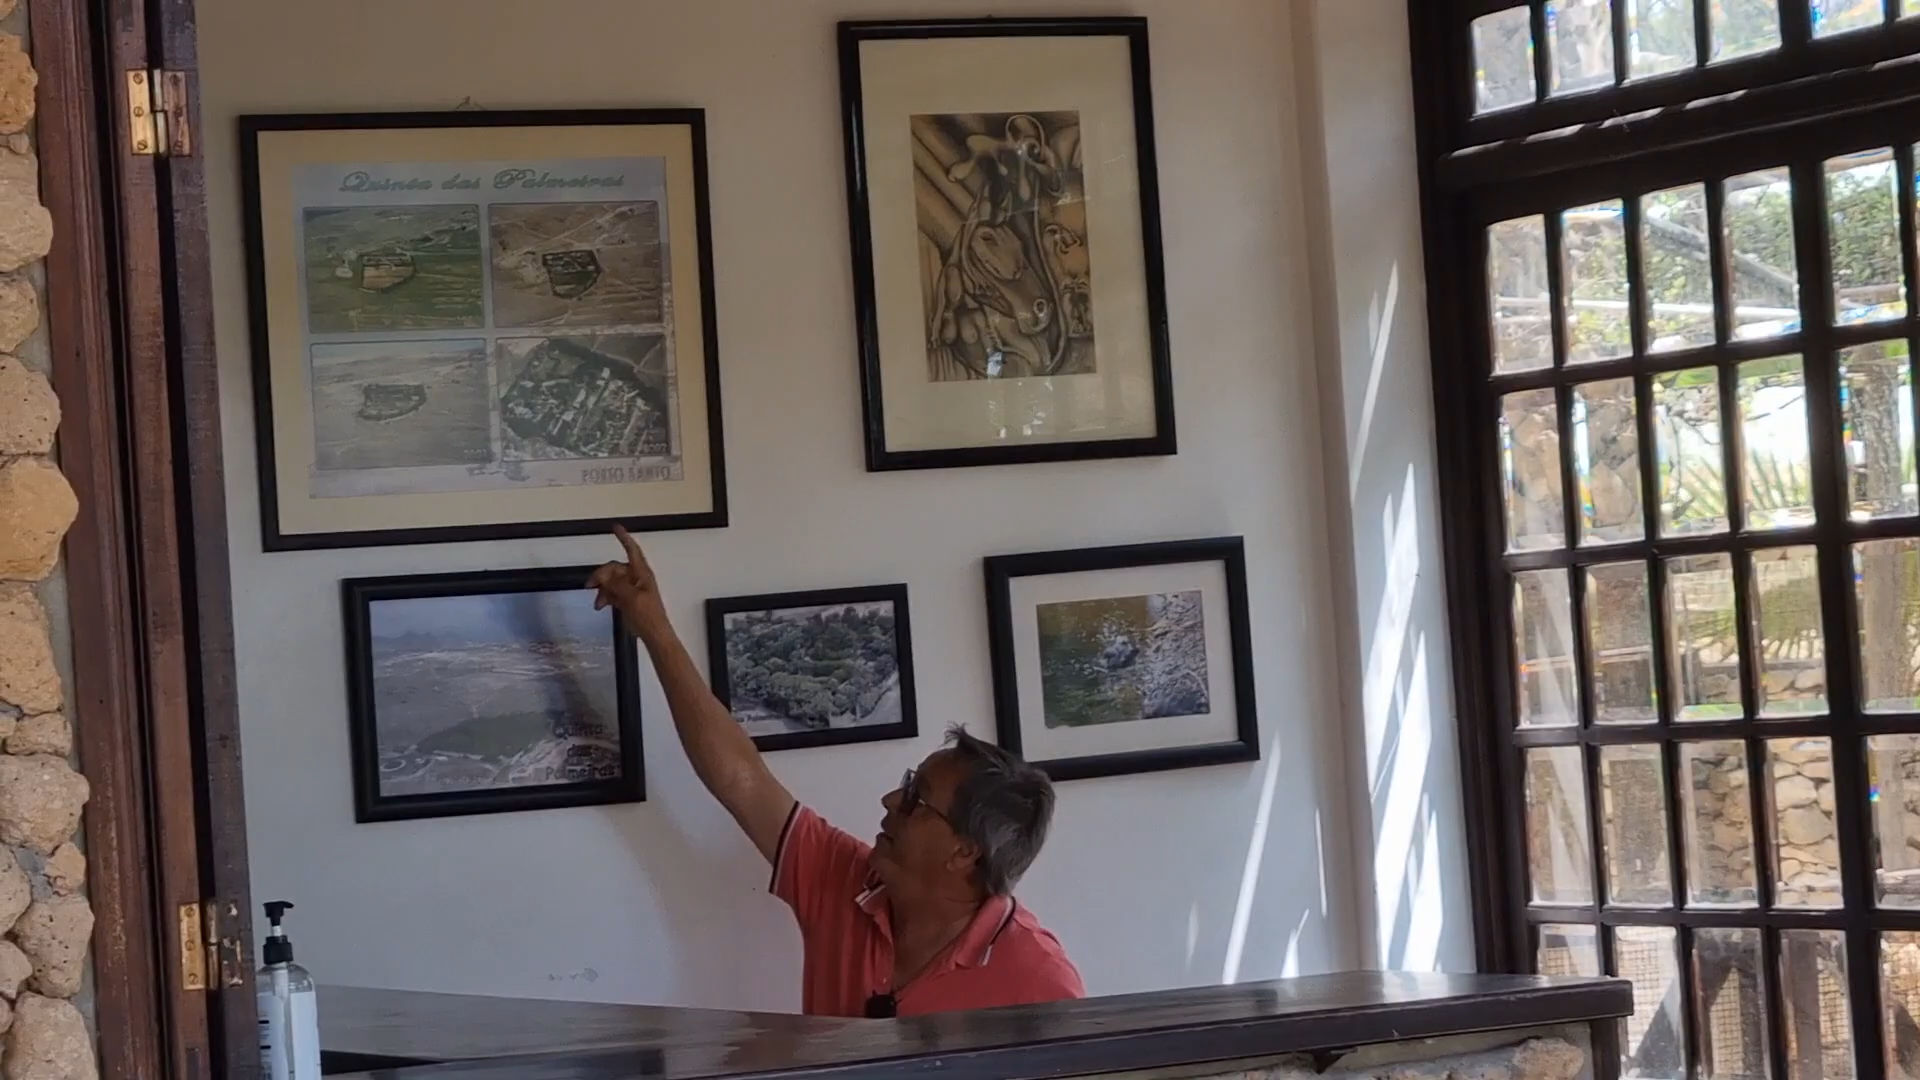 Quinta das Palmeiras
PORTO SANTO
Quinta
das
Palmeiras